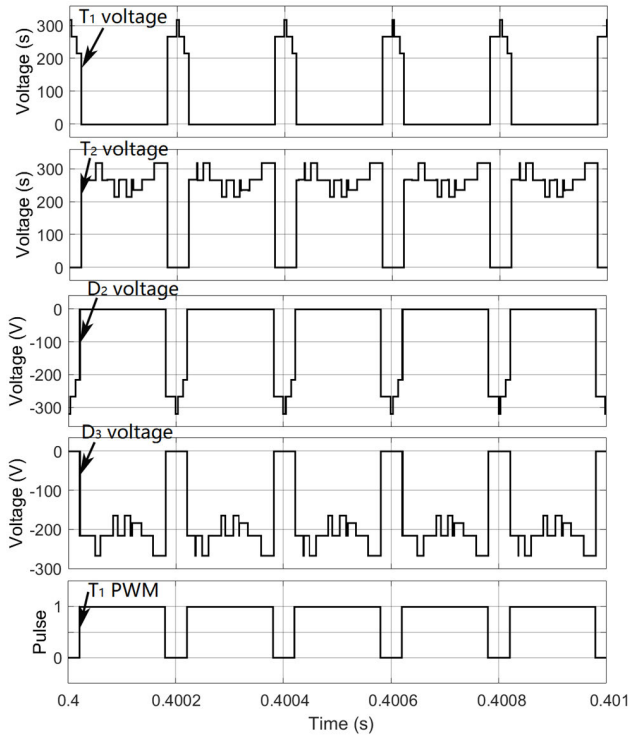 T1 voltage
Voltage (s)
300
200
100
0
T2 voltage
Voltage (s)
300
200
100
0
D2 voltage
Voltage (V)
0
-100
-200
-300
D3 voltage
Voltage (V)
0
-100
-200
-300
T1 PWM
Pulse
1
0
0.4 0.4002 0.4004 0.4006 0.4008 0.401
Time (s)